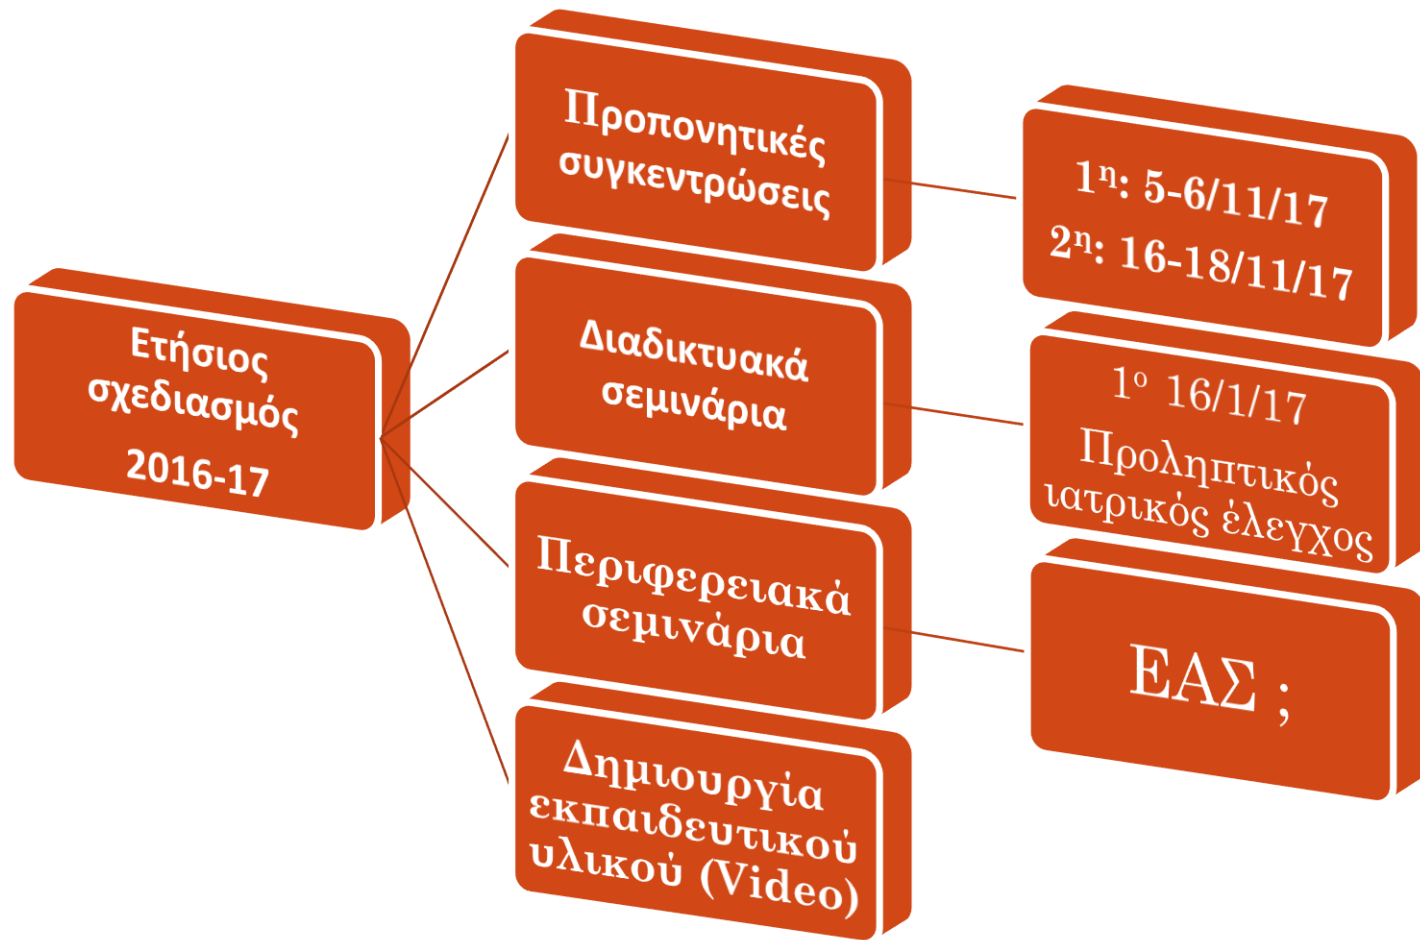 Ετήσιος
σχεδιασμός
2016-17
Προπονητικές
συγκεντρώσεις
1η: 5-6/11/17
2η: 16-18/11/17
Διαδικτυακά
σεμινάρια
1ο 16/1/17
Προληπτικός
ιατρικός έλεγχος
Περιφερειακά
σεμινάρια
ΕΑΣ ;
Δημιουργία
εκπαιδευτικού
υλικού (Video)